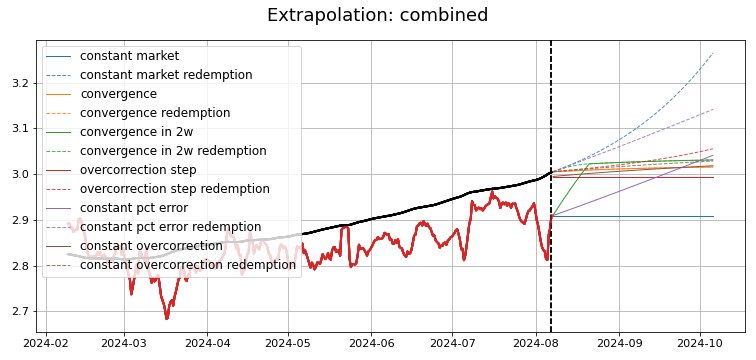 Extrapolation: combined
constant market
constant market redemption
convergence
convergence redemption
convergence in 2w
convergence in 2w redemption
overcorrection step
overcorrection step redemption
constant pct error
constant pct error redemption
constant overcorrection
constant overcorrection redemption
3.2
3.1
3.0
2.9
2.8
2.7
2024-02 2024-03 2024-04 2024-05 2024-06 2024-07 2024-08 2024-09 2024-10